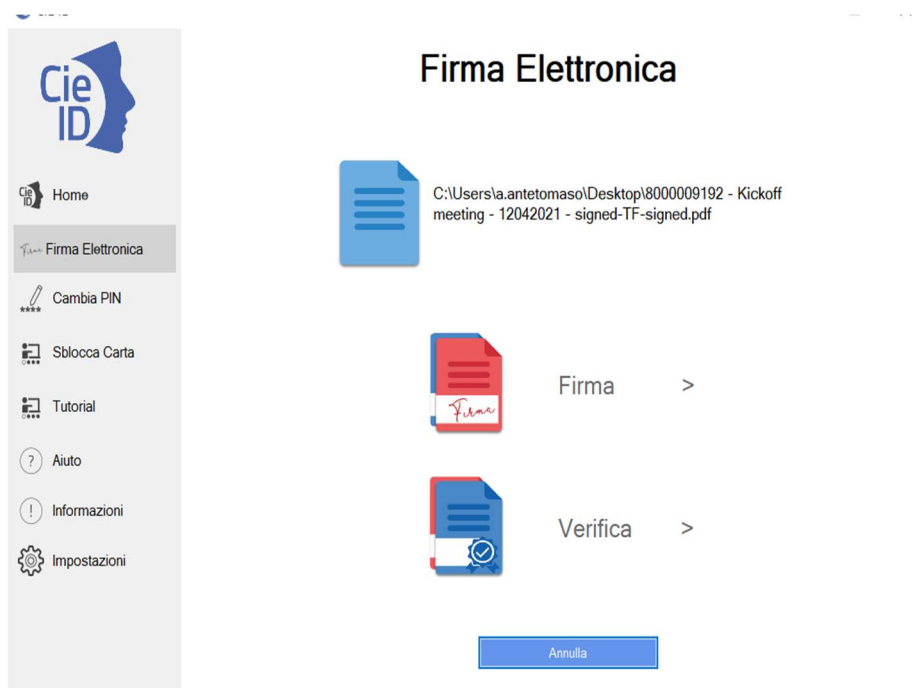 Cie
ID
Home
Firma Elettronica
Cambia PIN
Sblocca Carta
Tutorial
Aiuto
Informazioni
Impostazioni
Firma Elettronica
C:\Users\a.antetomaso\Desktop\8000009192 - Kickoff
meeting - 12042021 - signed-TF-signed.pdf
Firma
Firma >
Verifica >
Annulla